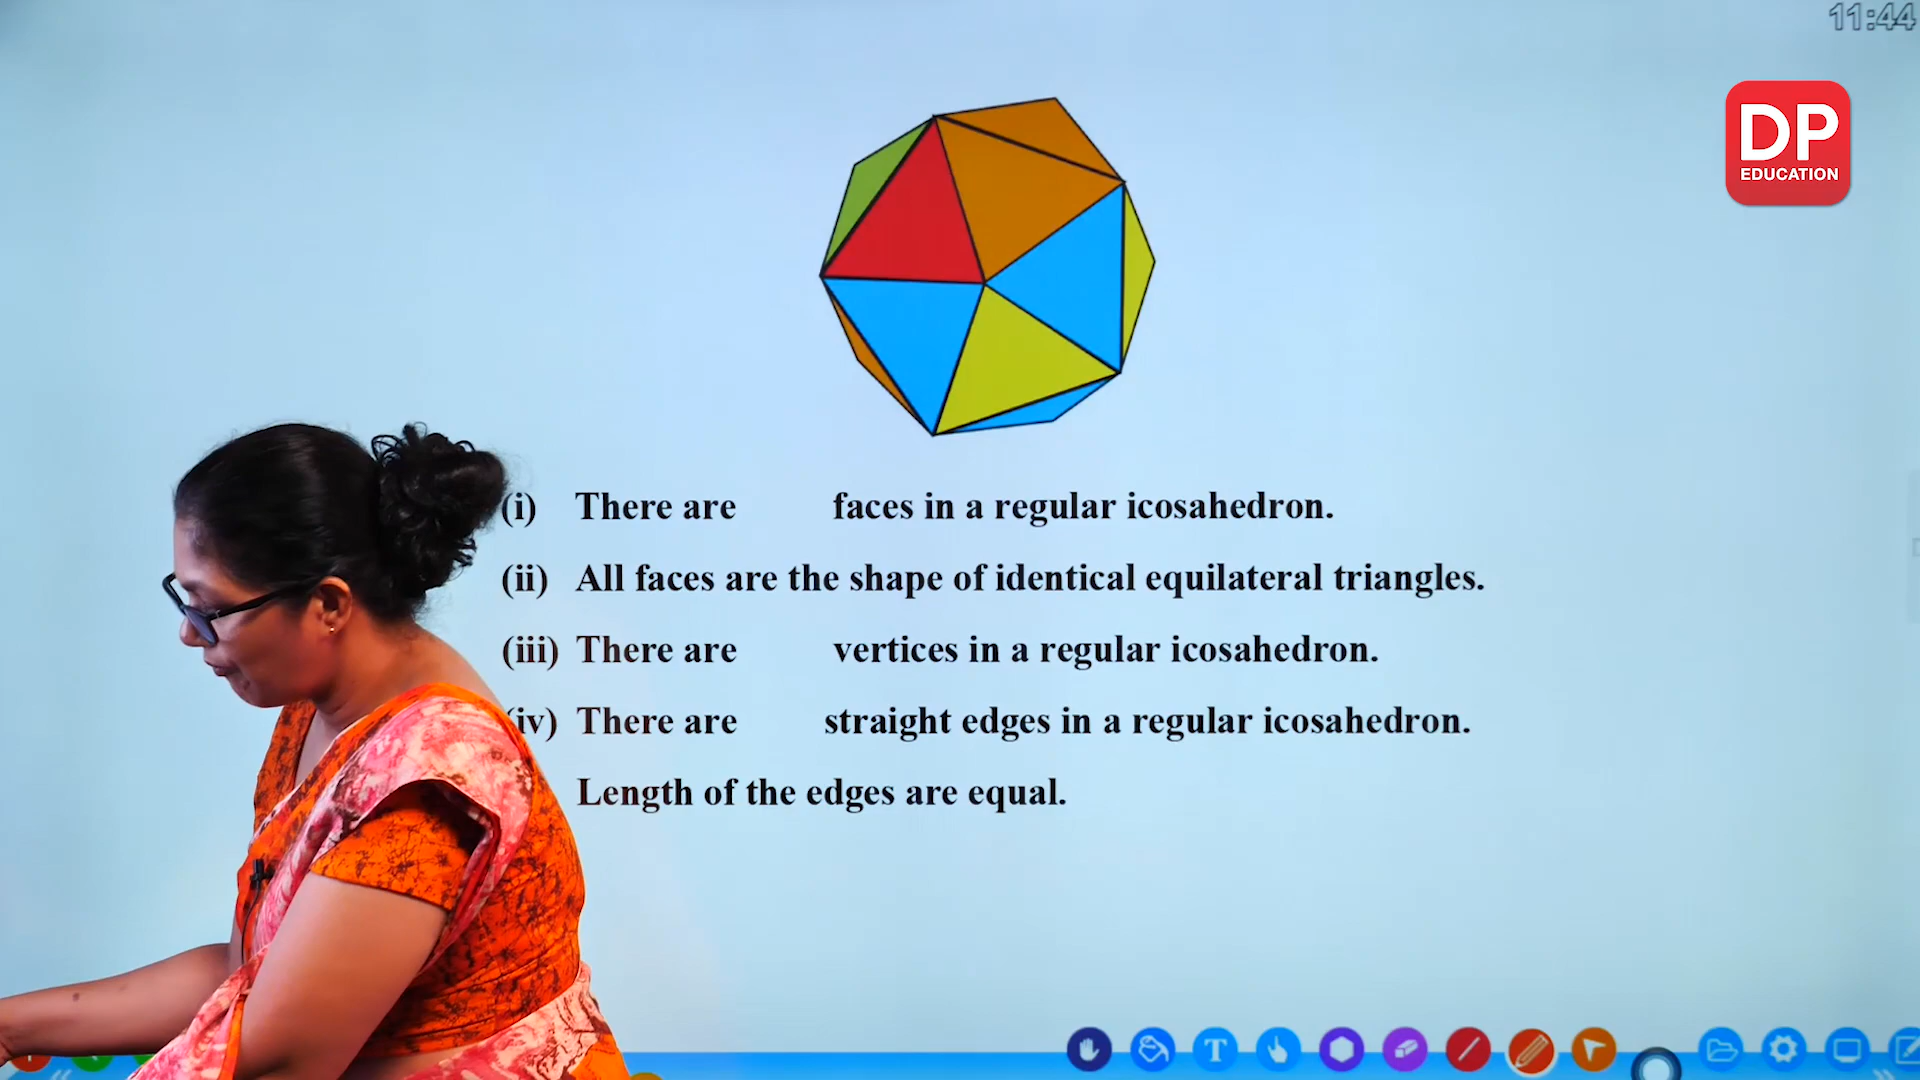 11:44
DP
EDUCATION
(i) There are faces in a regular icosahedron.
(ii) All faces are the shape of identical equilateral triangles.
(iii) There are vertices in a regular icosahedron.
(iv) There are straight edges in a regular icosahedron.
Length of the edges are equal.
T